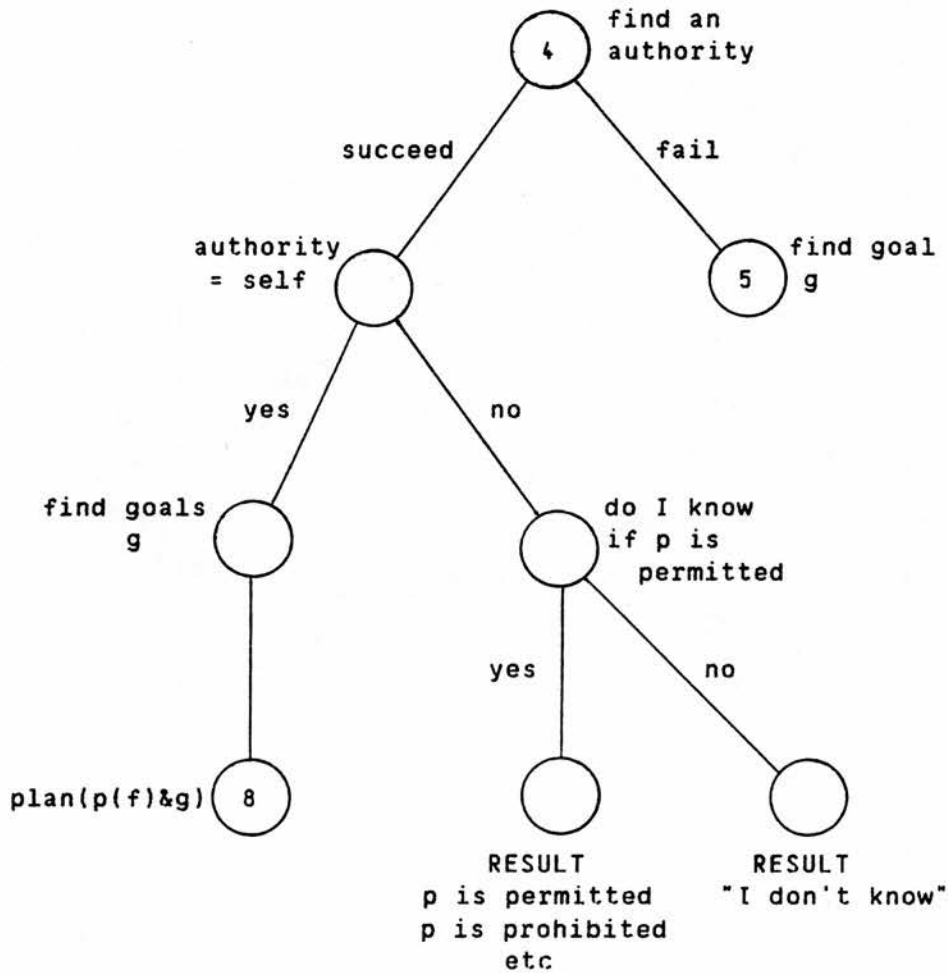 find an
authority
4
succeed
fail
authority
= self
find goal
g
5
yes
no
find goals
g
do I know
if p is
permitted
yes
no
plan(p(f)&g)
8
RESULT
p is permitted
p is prohibited
etc
RESULT
"I don't know"